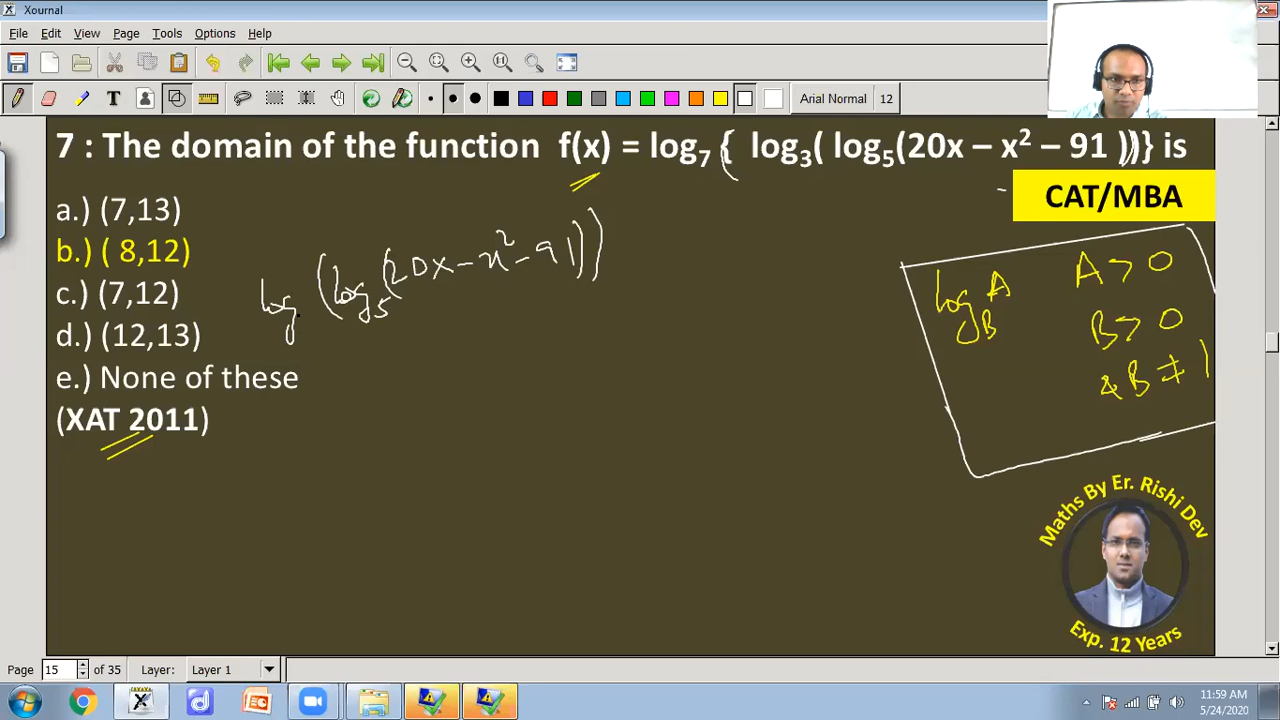 Xournal
File Edit View Page Tools Options Help
Arial Normal 12
7 : The domain of the function f(x) = log₇ { log₃( log₅(20x – x² – 91 ))} is
CAT/MBA
a.) (7,13)
b.) ( 8,12)
c.) (7,12)
d.) (12,13)
e.) None of these
(XAT 2011)
log (log₅ (20x – x² – 91))
log_B A A > 0
B > 0
& B ≠ 1
Maths By Er. Rishi Dev
Exp. 12 Years
Page 15 of 35 Layer: Layer 1
11:59 AM
5/24/2020